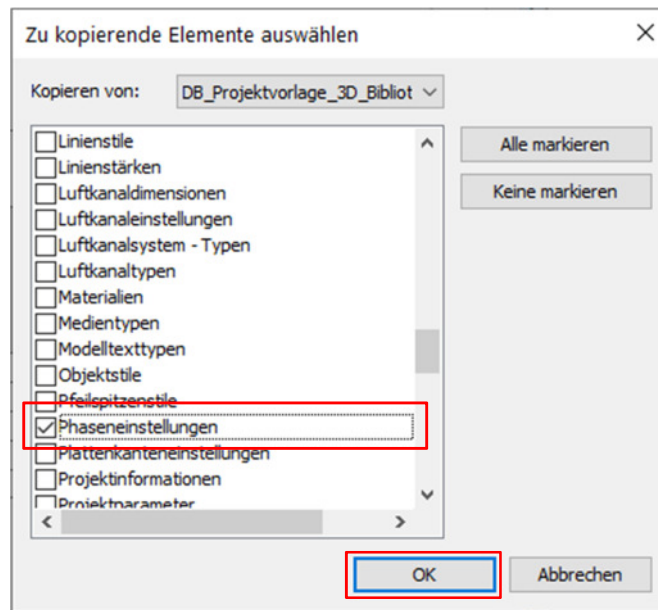 Zu kopierende Elemente auswählen
Kopieren von: DB_Projektvorlage_3D_Bibliot
Linienstile
Linienstärken
Luftkanaldimensionen
Luftkanaleinstellungen
Luftkanalsystem - Typen
Luftkanaltypen
Materialien
Medientypen
Modelltexttypen
Objektstile
Pfeilspitzenstile
Phaseneinstellungen
Plattenkanteneinstellungen
Projektinformationen
Projektparameter
Alle markieren
Keine markieren
OK
Abbrechen